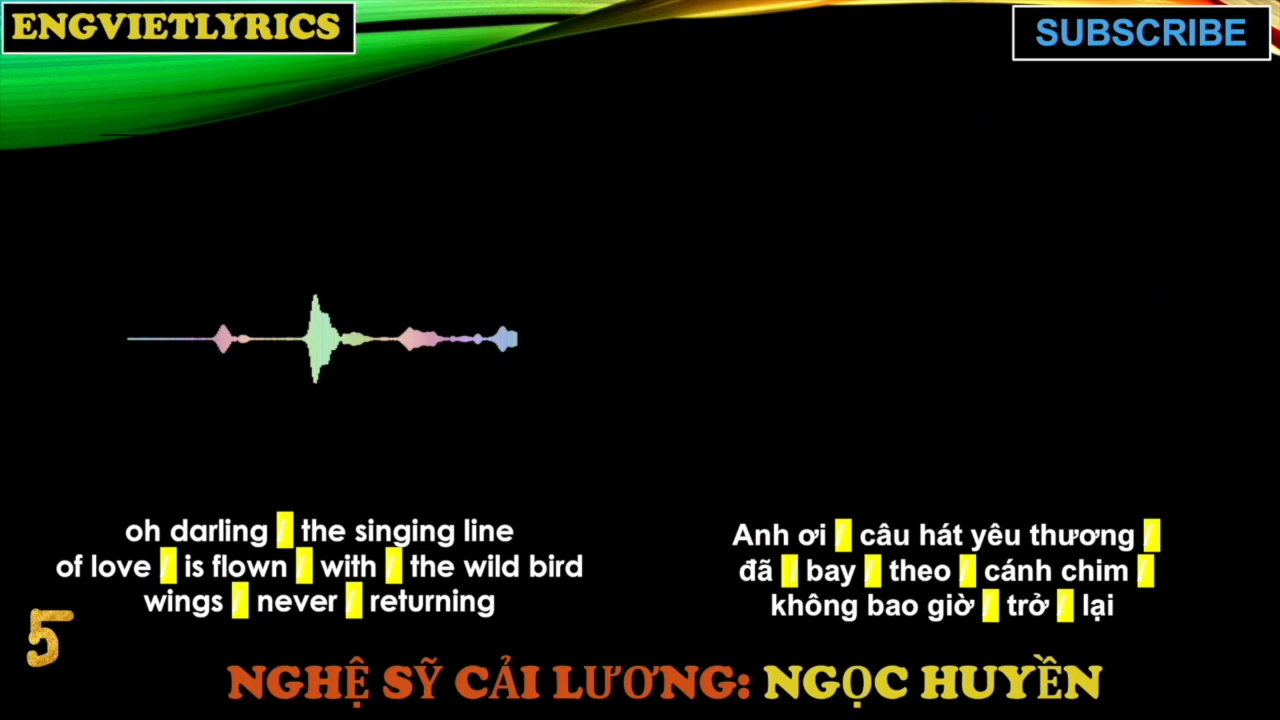 ENGVIETLYRICS
SUBSCRIBE
oh darling / the singing line
of love / is flown / with / the wild bird
wings / never / returning
Anh ơi / câu hát yêu thương /
đã / bay / theo / cánh chim /
không bao giờ / trở / lại
5
NGHỆ SỸ CẢI LƯƠNG: NGỌC HUYỀN